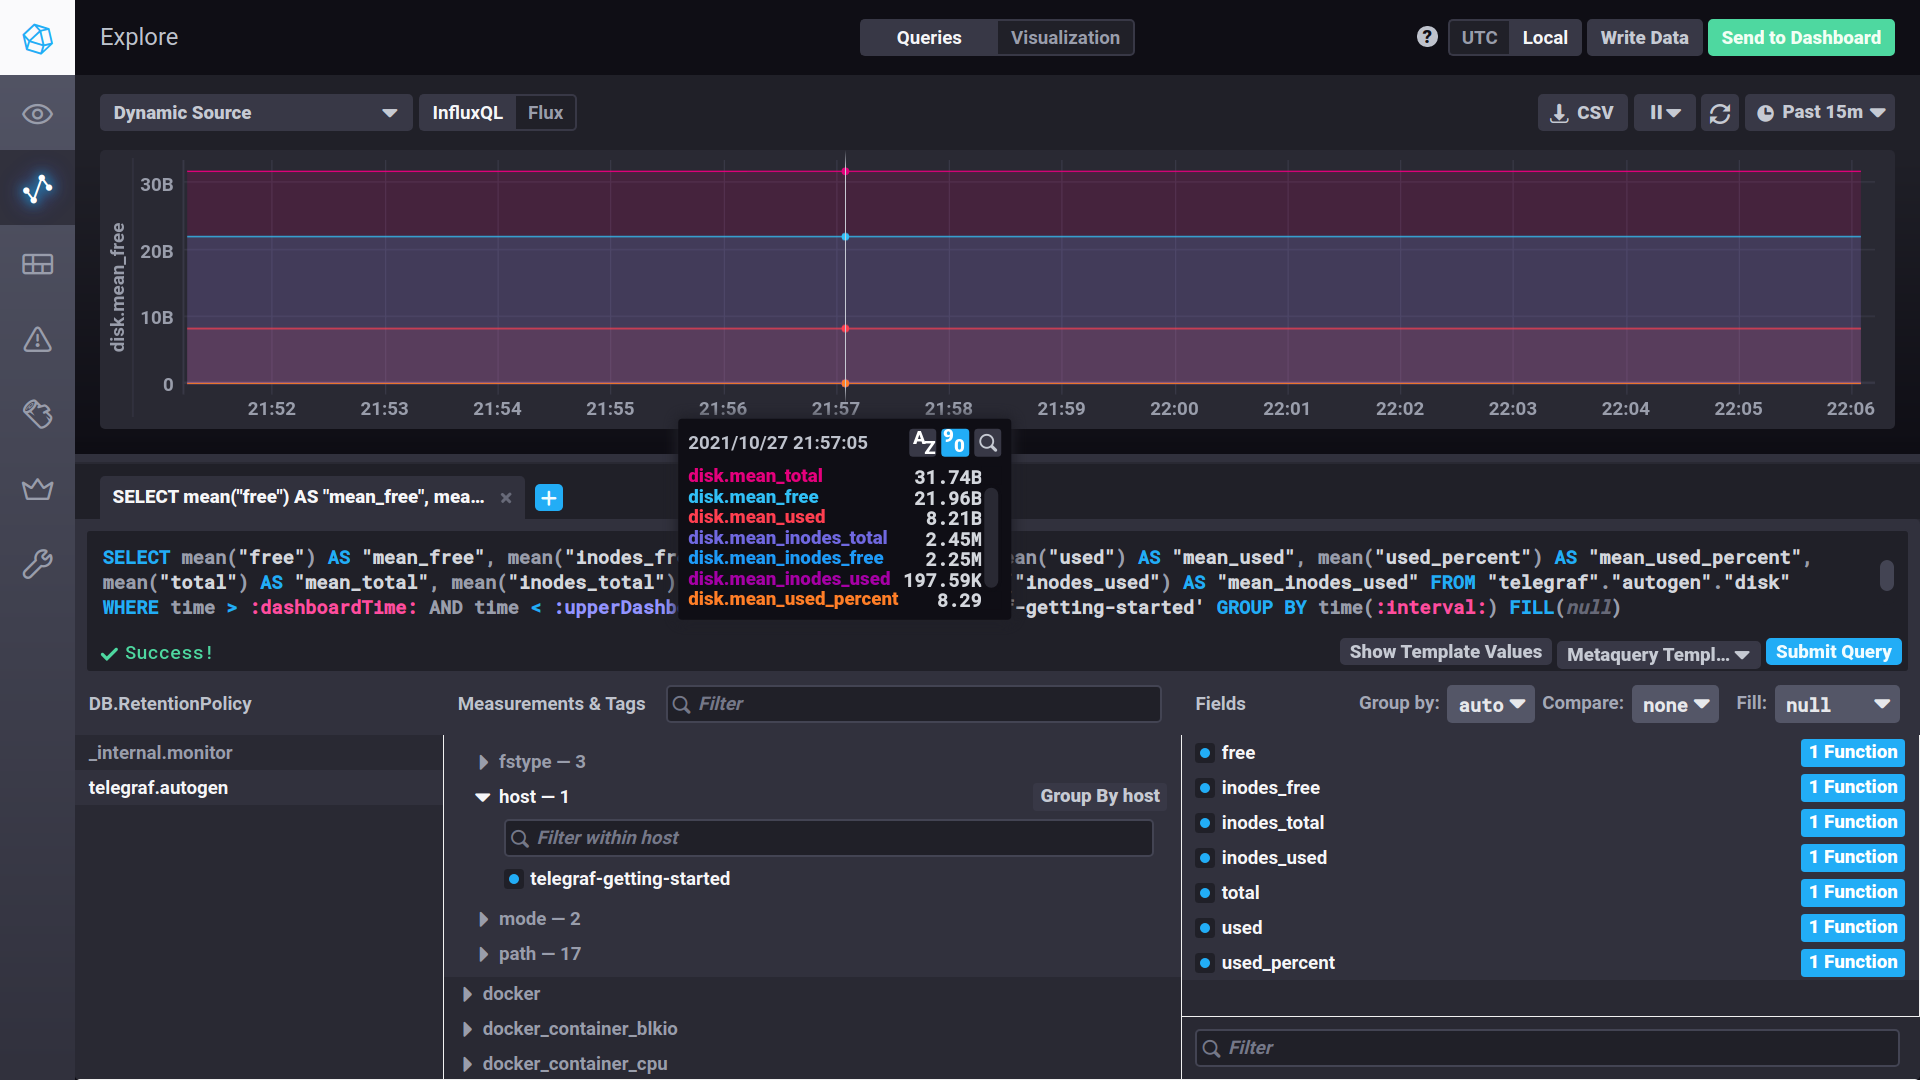 Explore
Queries
Visualization
?
UTC
Local
Write Data
Send to Dashboard
Dynamic Source
InfluxQL
Flux
CSV
Past 15m
disk.mean_free
30B
20B
10B
0
21:52
21:53
21:54
21:55
21:56
21:57
21:58
21:59
22:00
22:01
22:02
22:03
22:04
22:05
22:06
2021/10/27 21:57:05
AZ
90
disk.mean_total 31.74B
disk.mean_free 21.96B
disk.mean_used 8.21B
disk.mean_inodes_total 2.45M
disk.mean_inodes_free 2.25M
disk.mean_inodes_used 197.59K
disk.mean_used_percent 8.29
SELECT mean("free") AS "mean_free", mea...
SELECT mean("free") AS "mean_free", mean("inodes_fr an("used") AS "mean_used", mean("used_percent") AS "mean_used_percent",
mean("total") AS "mean_total", mean("inodes_total") "inodes_used") AS "mean_inodes_used" FROM "telegraf"."autogen"."disk"
WHERE time > :dashboardTime: AND time < :upperDashb -getting-started' GROUP BY time(:interval:) FILL(null)
Success!
Show Template Values
Metaquery Templ...
Submit Query
DB.RetentionPolicy
_internal.monitor
telegraf.autogen
Measurements & Tags
Filter
fstype — 3
host — 1
Group By host
Filter within host
telegraf-getting-started
mode — 2
path — 17
docker
docker_container_blkio
docker_container_cpu
Fields
Group by:
auto
Compare:
none
Fill:
null
free
1 Function
inodes_free
1 Function
inodes_total
1 Function
inodes_used
1 Function
total
1 Function
used
1 Function
used_percent
1 Function
Filter